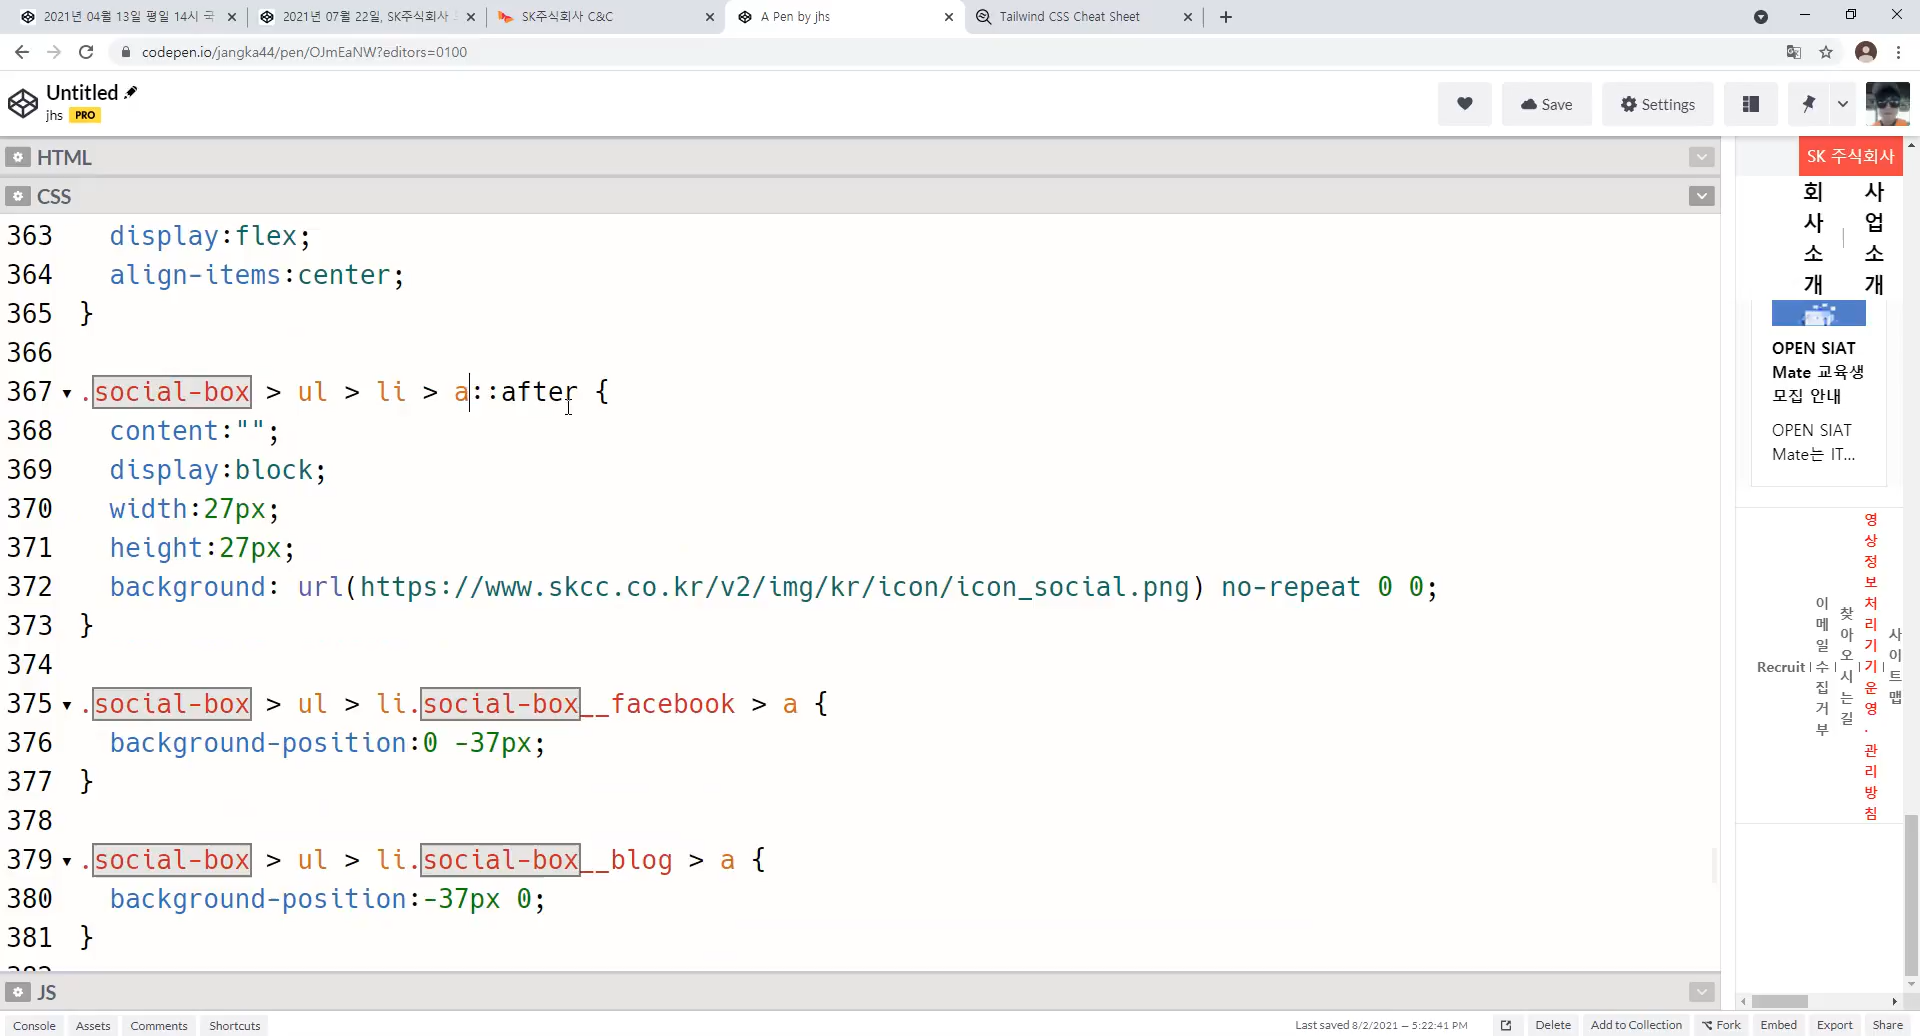 2021년 04월 13일 평일 14시 국
2021년 07월 22일, SK주식회사
SK주식회사 C&C
A Pen by jhs
Tailwind CSS Cheat Sheet
codepen.io/jangka44/pen/OJmEaNW?editors=0100
Untitled
jhs PRO
Save
Settings
HTML
CSS
363 display:flex;
364 align-items:center;
365 }
366
367 .social-box > ul > li > a::after {
368 content:"";
369 display:block;
370 width:27px;
371 height:27px;
372 background: url(https://www.skcc.co.kr/v2/img/kr/icon/icon_social.png) no-repeat 0 0;
373 }
374
375 .social-box > ul > li.social-box__facebook > a {
376 background-position:0 -37px;
377 }
378
379 .social-box > ul > li.social-box__blog > a {
380 background-position:-37px 0;
381 }
SK 주식회사
회사소개
사업소개
OPEN SIAT
Mate 교육생
모집 안내
OPEN SIAT
Mate는 IT...
Recruit
이메일수집거부
찾아오시는길
영상정보처리기기운영·관리방침
사이트맵
JS
Console Assets Comments Shortcuts
Last saved 8/2/2021 — 5:22:41 PM
Delete Add to Collection Fork Embed Export Share